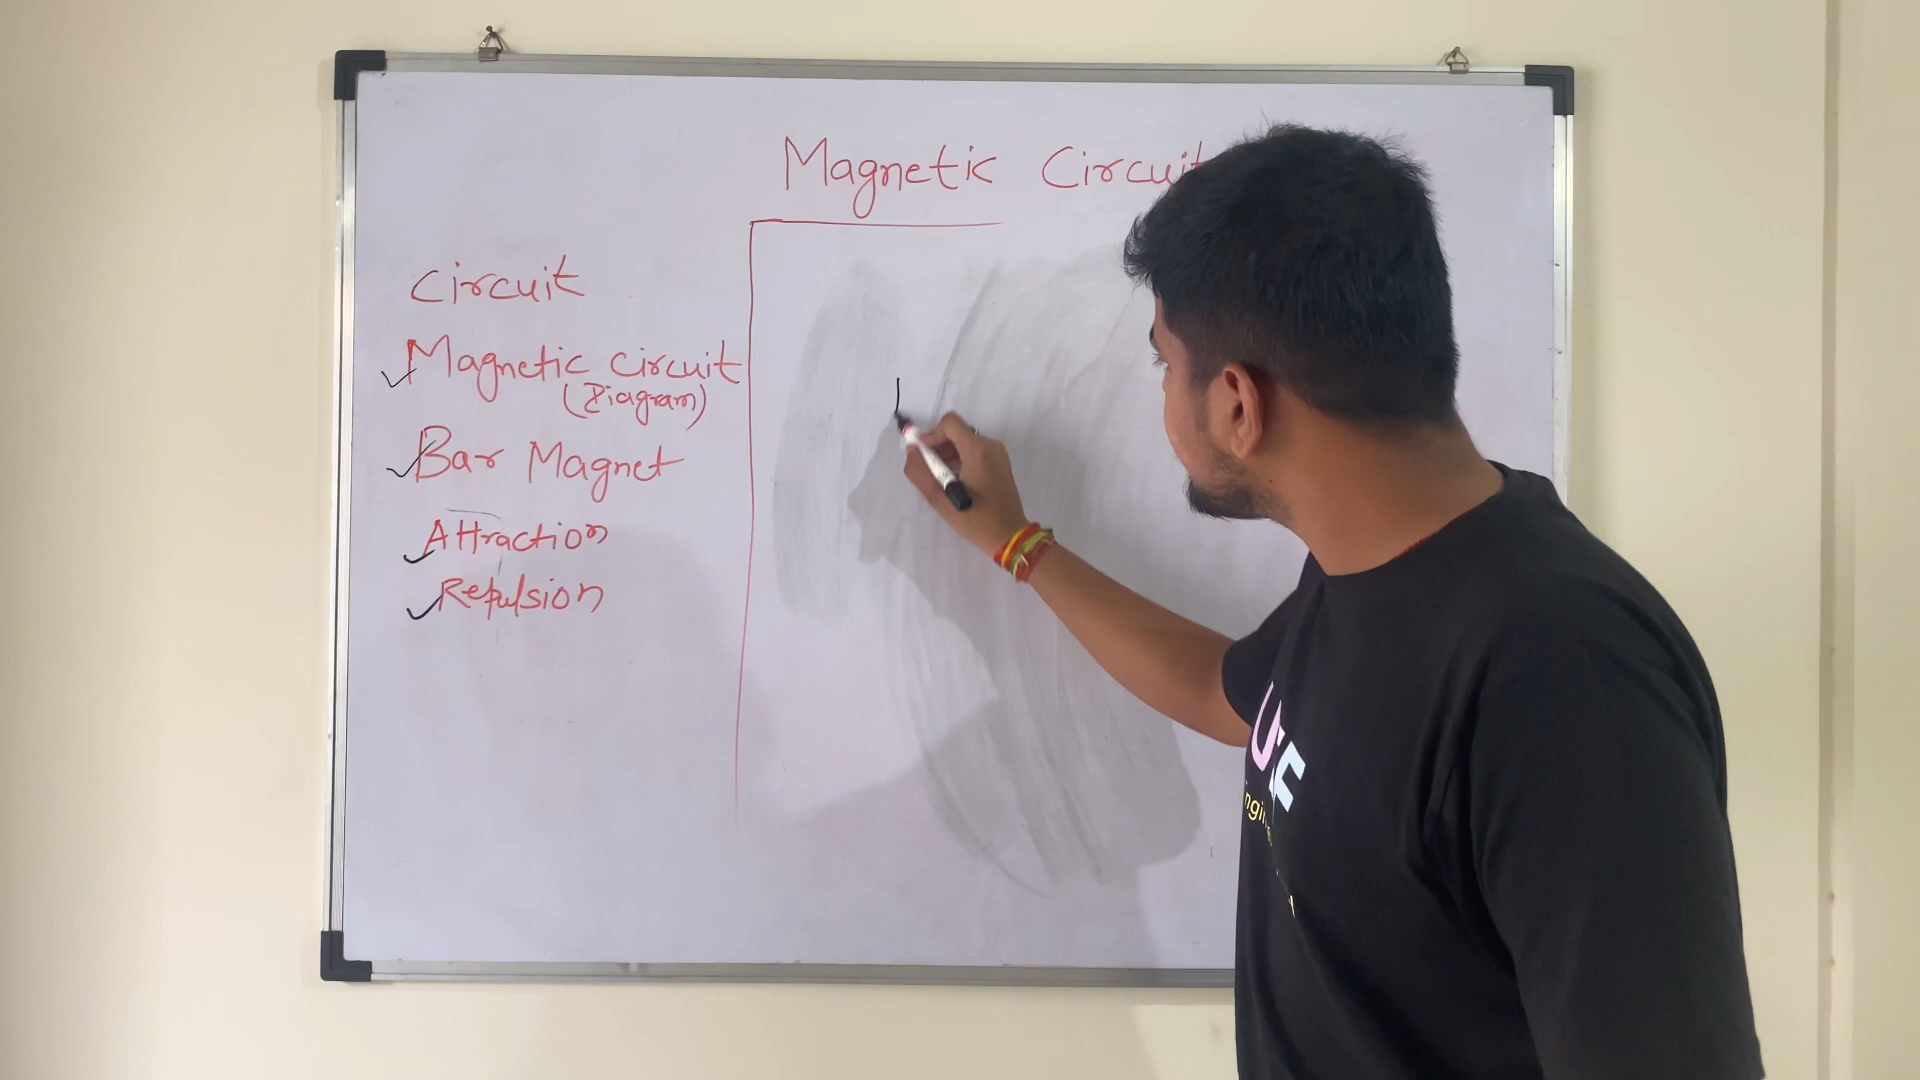 Magnetic Circuit
Circuit
Magnetic Circuit
(Diagram)
Bar Magnet
Attraction
Repulsion